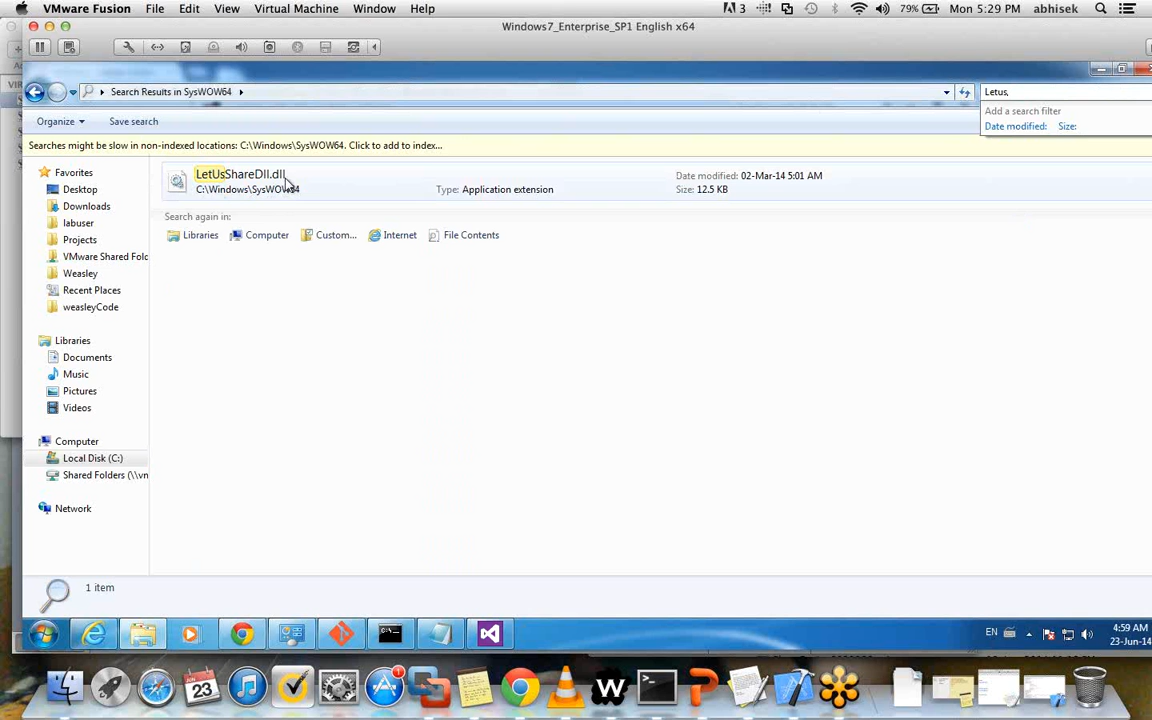 VMware Fusion File Edit View Virtual Machine Window Help 3 79% Mon 5:29 PM abhisek
Windows7_Enterprise_SP1 English x64
Search Results in SysWOW64 Letus,
Add a search filter
Date modified: Size:
Organize Save search
Searches might be slow in non-indexed locations: C:\Windows\SysWOW64. Click to add to index...
LetUsShareDll.dll
C:\Windows\SysWOW64
Type: Application extension
Date modified: 02-Mar-14 5:01 AM
Size: 12.5 KB
Search again in:
Libraries Computer Custom... Internet File Contents
Favorites
Desktop
Downloads
labuser
Projects
VMware Shared Fold
Weasley
Recent Places
weasleyCode
Libraries
Documents
Music
Pictures
Videos
Computer
Local Disk (C:)
Shared Folders (\\vn
Network
1 item
EN
4:59 AM
23-Jun-14
JUN
23
1
W